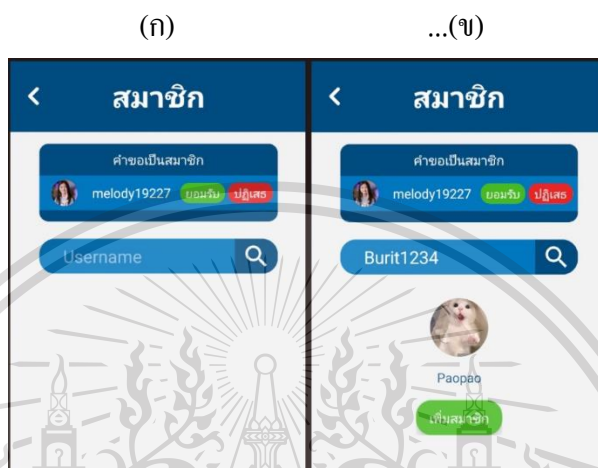 (ก)
...(ข)
สมาชิก
คำขอเป็นสมาชิก
melody19227 ยอมรับ ปฏิเสธ
Username
สมาชิก
คำขอเป็นสมาชิก
melody19227 ยอมรับ ปฏิเสธ
Burit1234
Paopao
เพิ่มสมาชิก